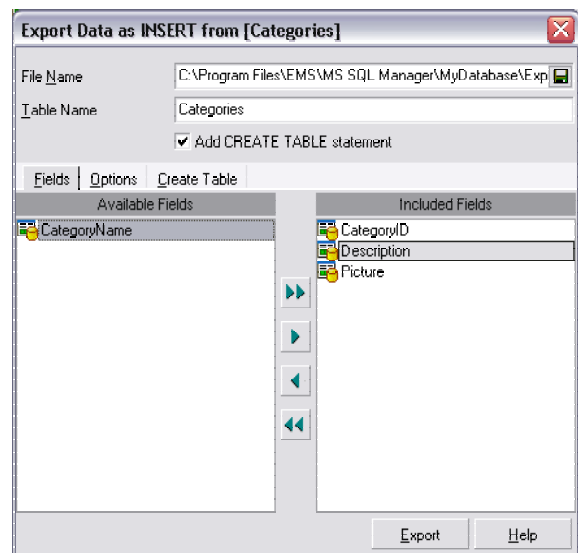 Export Data as INSERT from [Categories]
File Name
C:\Program Files\EMS\MS SQL Manager\MyDatabase\Exp
Table Name
Categories
Add CREATE TABLE statement
Fields Options Create Table
Available Fields Included Fields
CategoryName
CategoryID
Description
Picture
Export Help